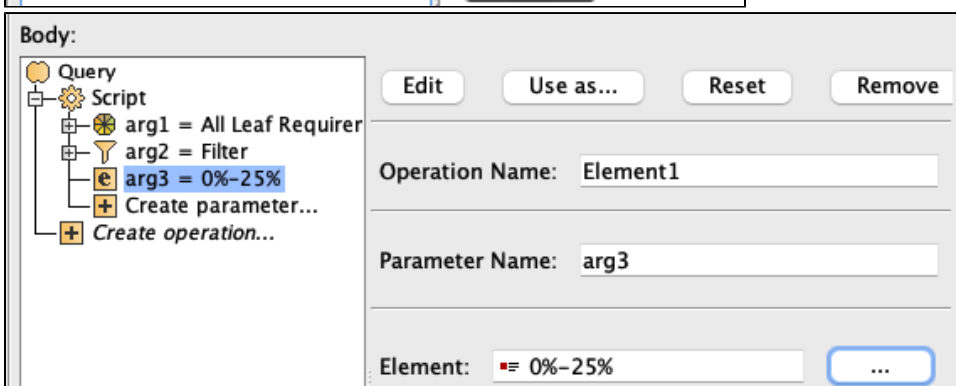 Body:
Query
Script
arg1 = All Leaf Requirer
arg2 = Filter
e arg3 = 0%-25%
Create parameter...
Create operation...
Edit Use as... Reset Remove
Operation Name: Element1
Parameter Name: arg3
Element: 0%-25% ...